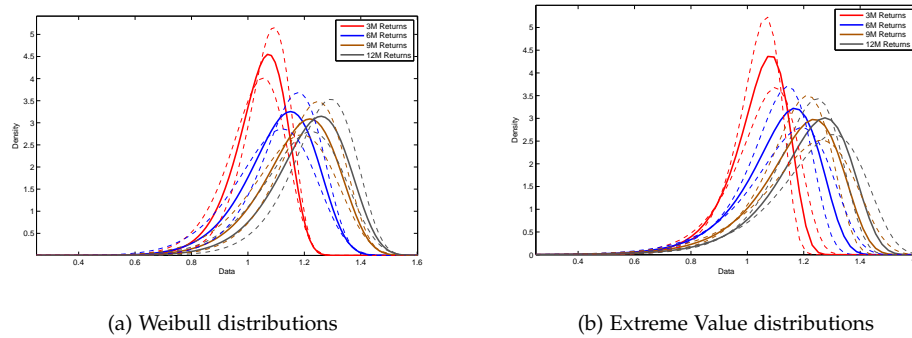 5
4.5
4
3.5
3
2.5
2
1.5
1
0.5
Density
0.4 0.6 0.8 1 1.2 1.4 1.6
Data
3M Returns
6M Returns
9M Returns
12M Returns
(a) Weibull distributions
5
4.5
4
3.5
3
2.5
2
1.5
1
0.5
0
Density
0.4 0.6 0.8 1 1.2 1.4
Data
3M Returns
6M Returns
9M Returns
12M Returns
(b) Extreme Value distributions